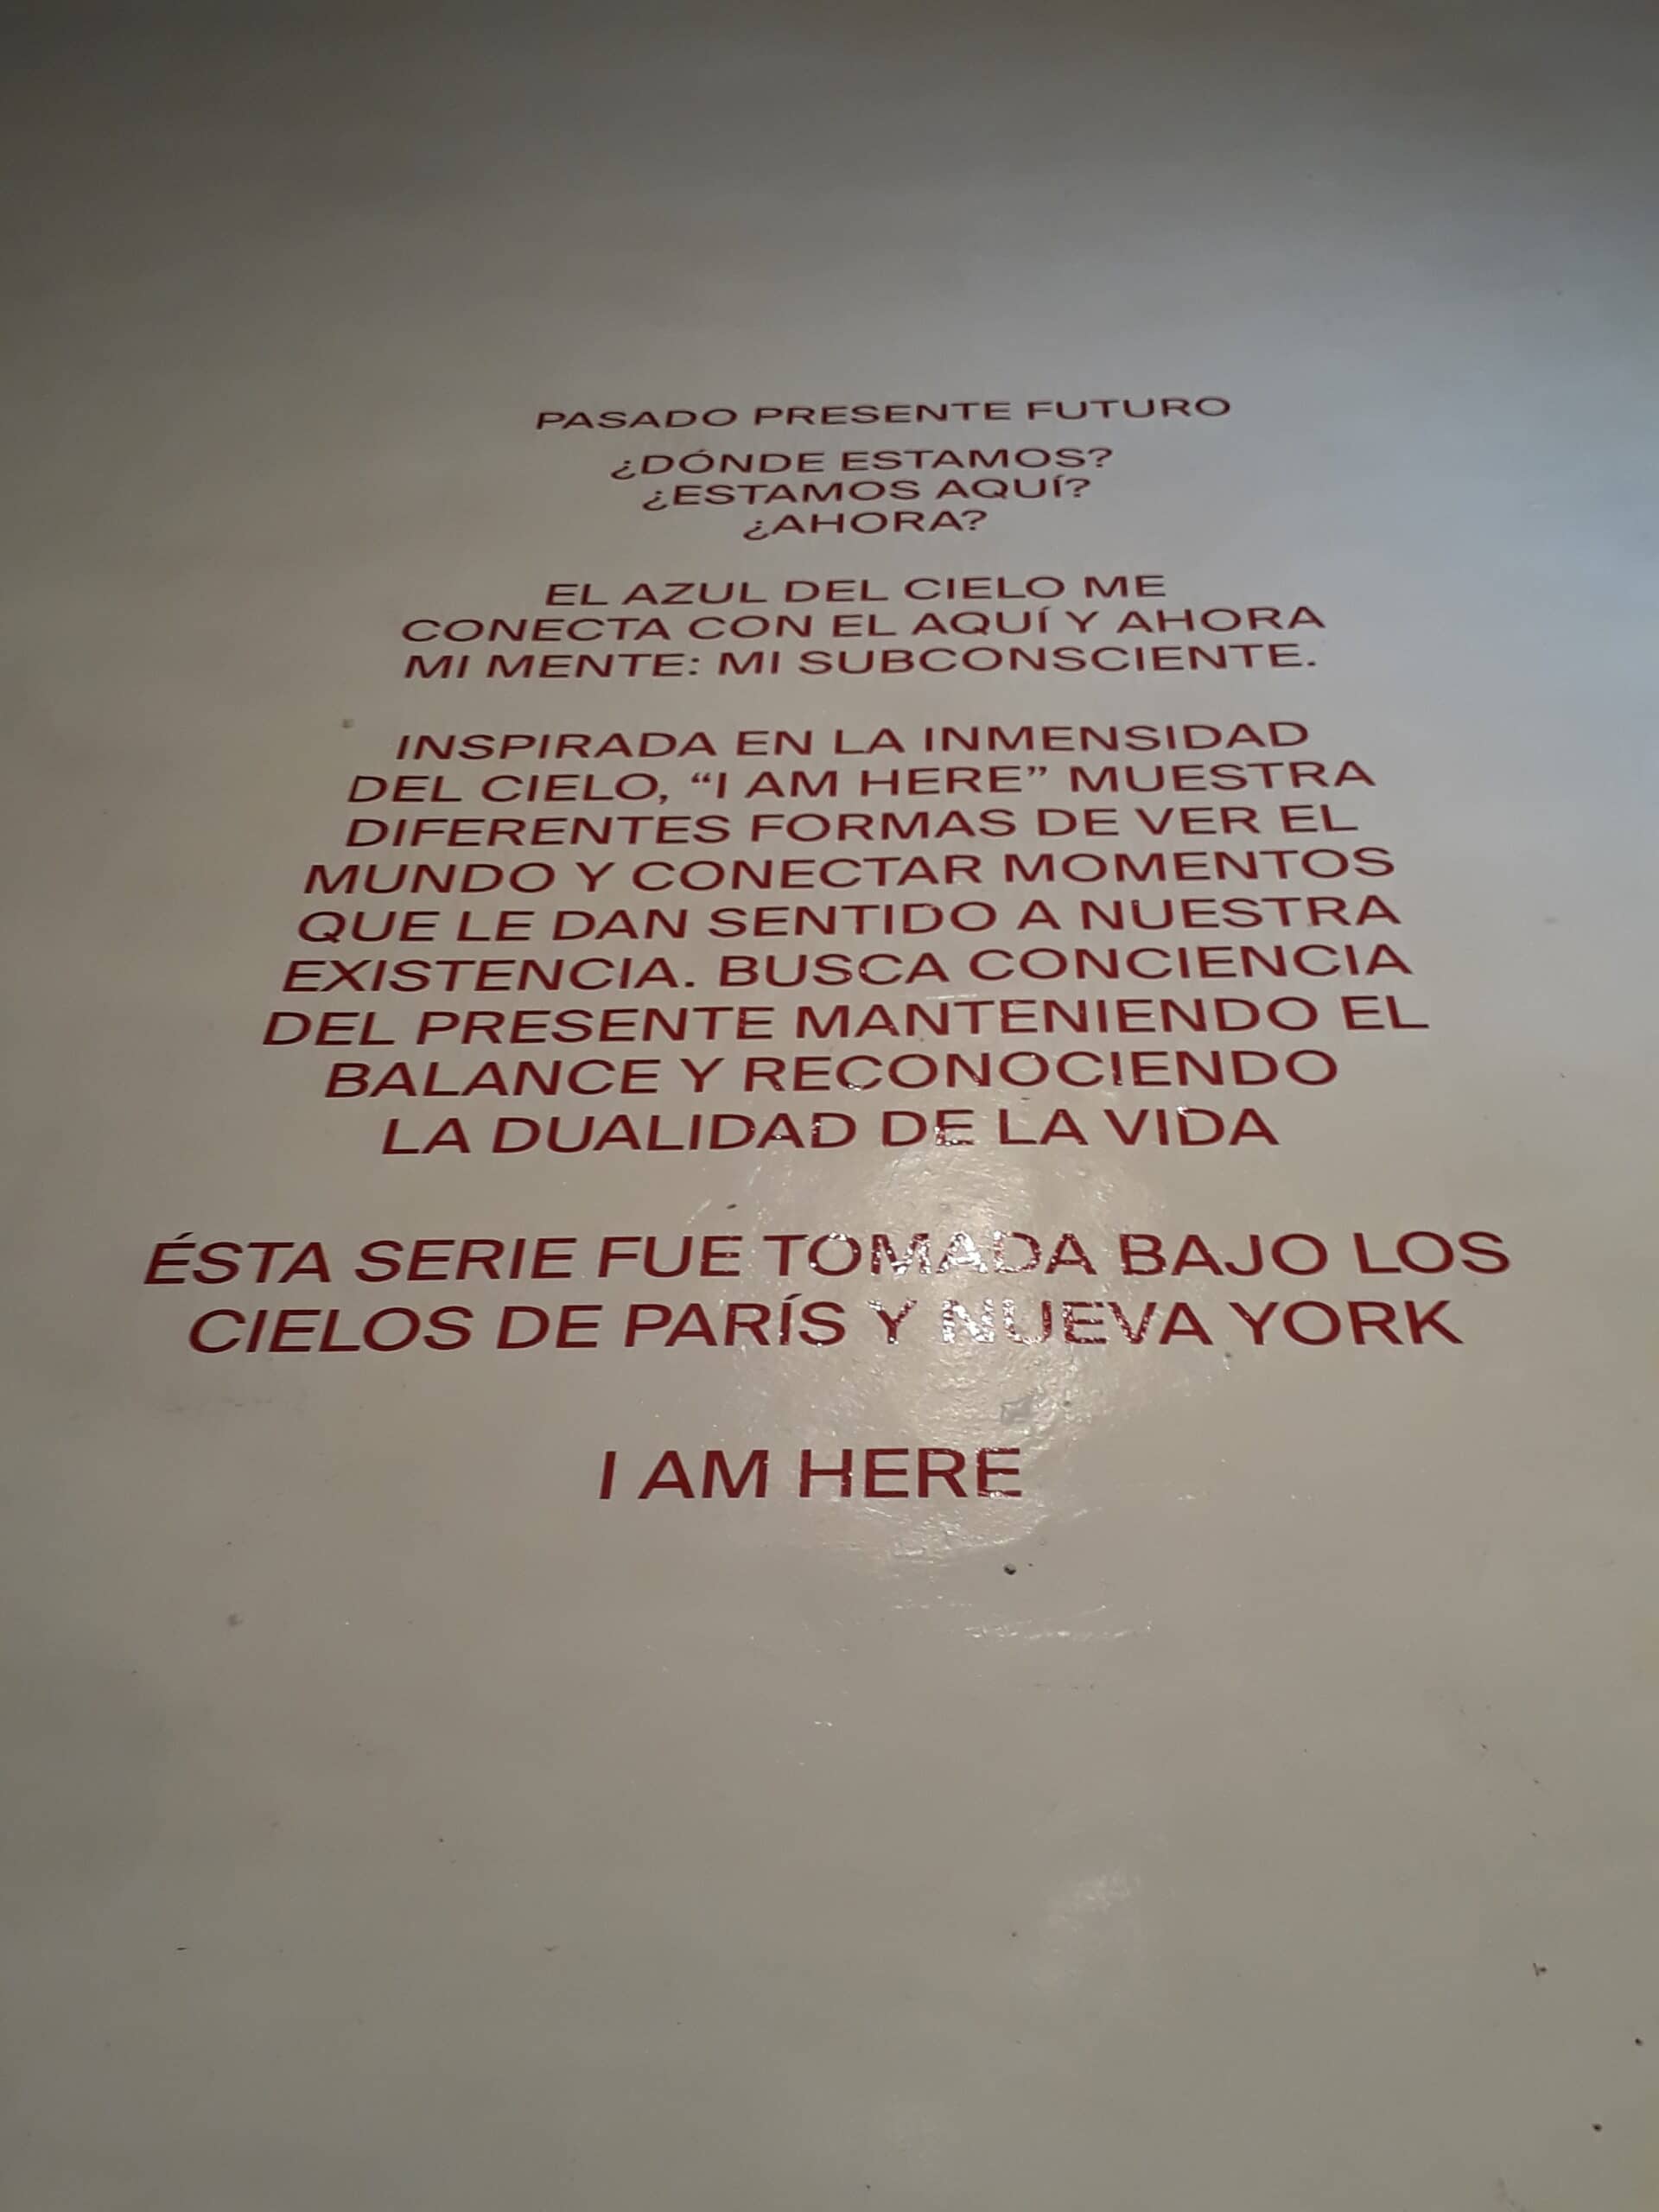 PASADO PRESENTE FUTURO
¿DÓNDE ESTAMOS?
¿ESTAMOS AQUÍ?
¿AHORA?
EL AZUL DEL CIELO ME
CONECTA CON EL AQUÍ Y AHORA
MI MENTE: MI SUBCONSCIENTE.
INSPIRADA EN LA INMENSIDAD
DEL CIELO, “I AM HERE” MUESTRA
DIFERENTES FORMAS DE VER EL
MUNDO Y CONECTAR MOMENTOS
QUE LE DAN SENTIDO A NUESTRA
EXISTENCIA. BUSCA CONCIENCIA
DEL PRESENTE MANTENIENDO EL
BALANCE Y RECONOCIENDO
LA DUALIDAD DE LA VIDA
ÉSTA SERIE FUE TOMADA BAJO LOS
CIELOS DE PARÍS Y NUEVA YORK
I AM HERE